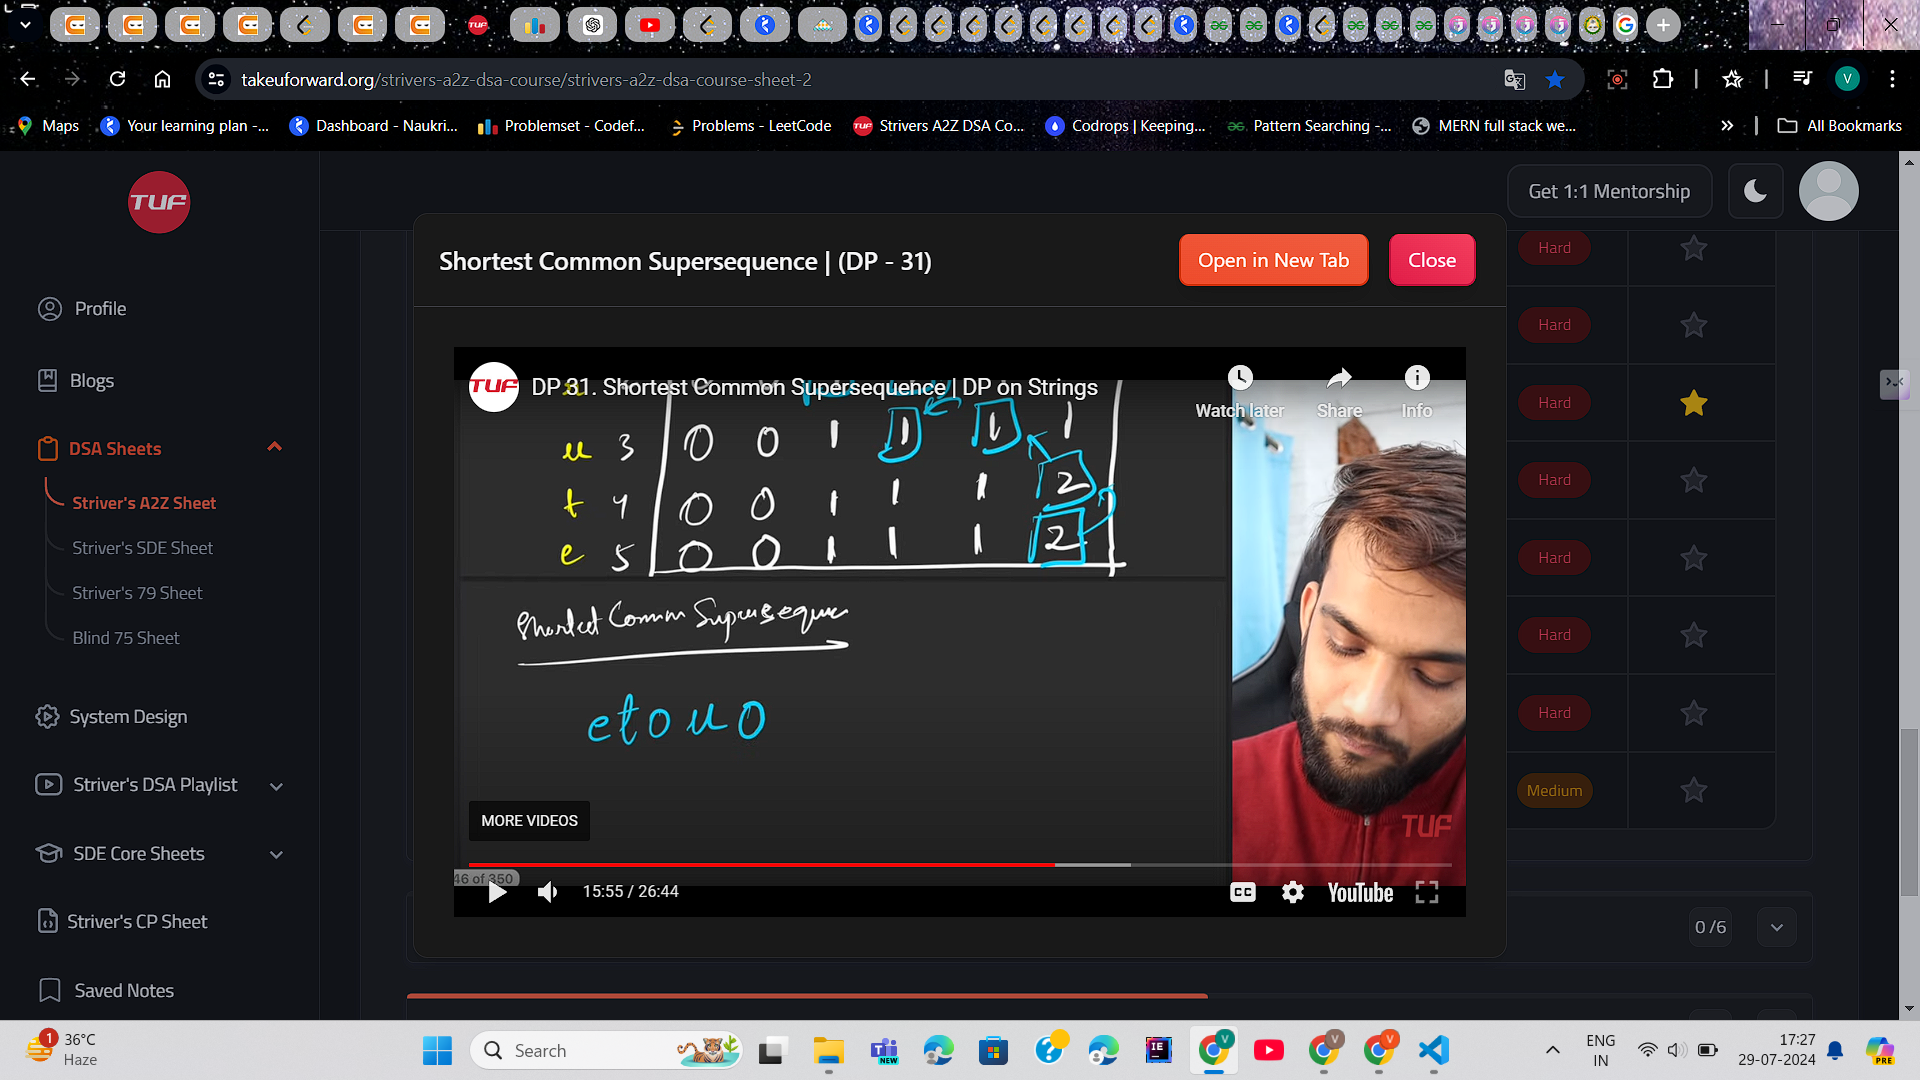 takeuforward.org/strivers-a2z-dsa-course/strivers-a2z-dsa-course-sheet-2
V
Maps
Your learning plan -...
Dashboard - Naukri...
Problemset - Codef...
Problems - LeetCode
TUF
Strivers A2Z DSA Co...
Codrops | Keeping...
Pattern Searching -...
MERN full stack we...
All Bookmarks
TUF
Get 1:1 Mentorship
Profile
Blogs
DSA Sheets
Striver's A2Z Sheet
Striver's SDE Sheet
Striver's 79 Sheet
Blind 75 Sheet
System Design
Striver's DSA Playlist
SDE Core Sheets
Striver's CP Sheet
Saved Notes
Shortest Common Supersequence | (DP - 31)
Open in New Tab
Close
TUF
DP 31. Shortest Common Supersequence | DP on Strings
Watch later
Share
Info
u 3 0 0 1 1 1 1
t 4 0 0 1 1 1 2
e 5 0 0 1 1 1 2
Shortest Common Supersequence
e t o u o
MORE VIDEOS
TUF
46 of 350
15:55 / 26:44
CC
YouTube
Hard
Hard
Hard
Hard
Hard
Hard
Hard
Medium
0 /6
1
36°C
Haze
Search
NEW
IE
V
V
V
ENG
IN
17:27
29-07-2024
PRE